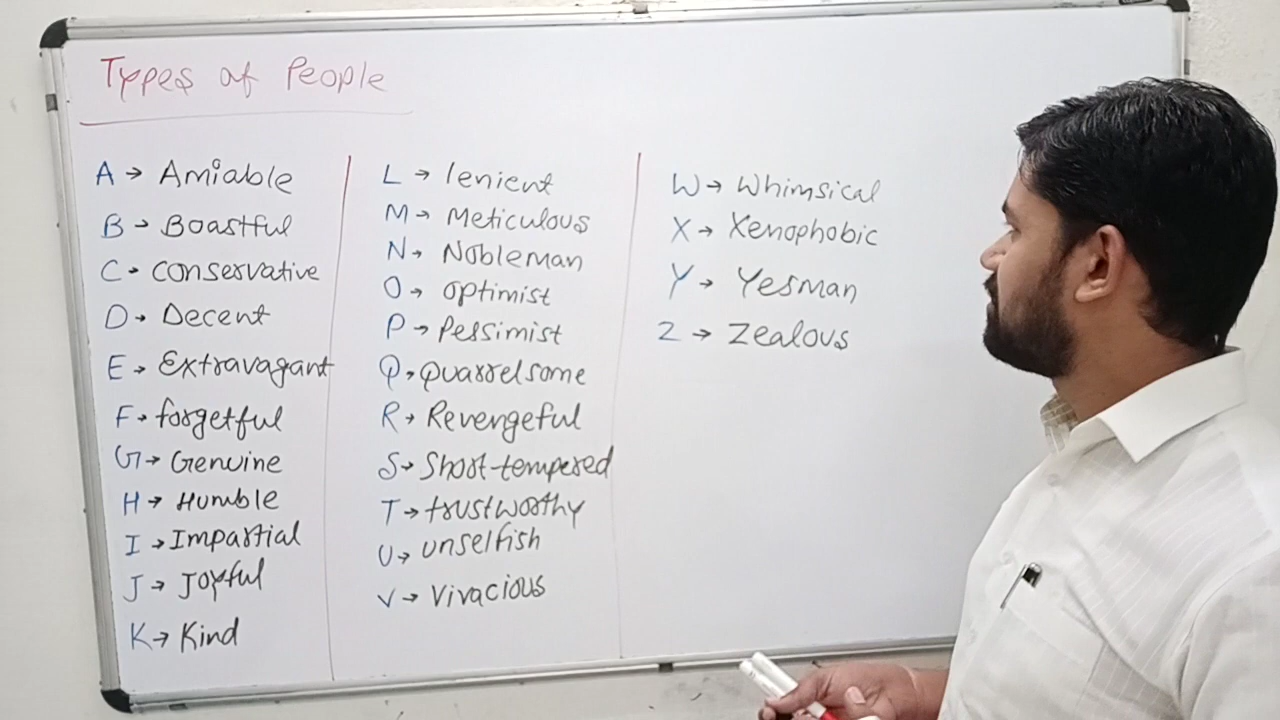 Types of People
A → Amiable
B → Boastful
C → Conservative
D → Decent
E → Extravagant
F → forgetful
G → Genuine
H → Humble
I → Impartial
J → Joyful
K → Kind
L → lenient
M → Meticulous
N → Nobleman
O → optimist
P → Pessimist
Q → Quarrelsome
R → Revengeful
S → Short-tempered
T → trustworthy
U → unselfish
V → Vivacious
W → Whimsical
X → Xenophobic
Y → Yesman
Z → Zealous